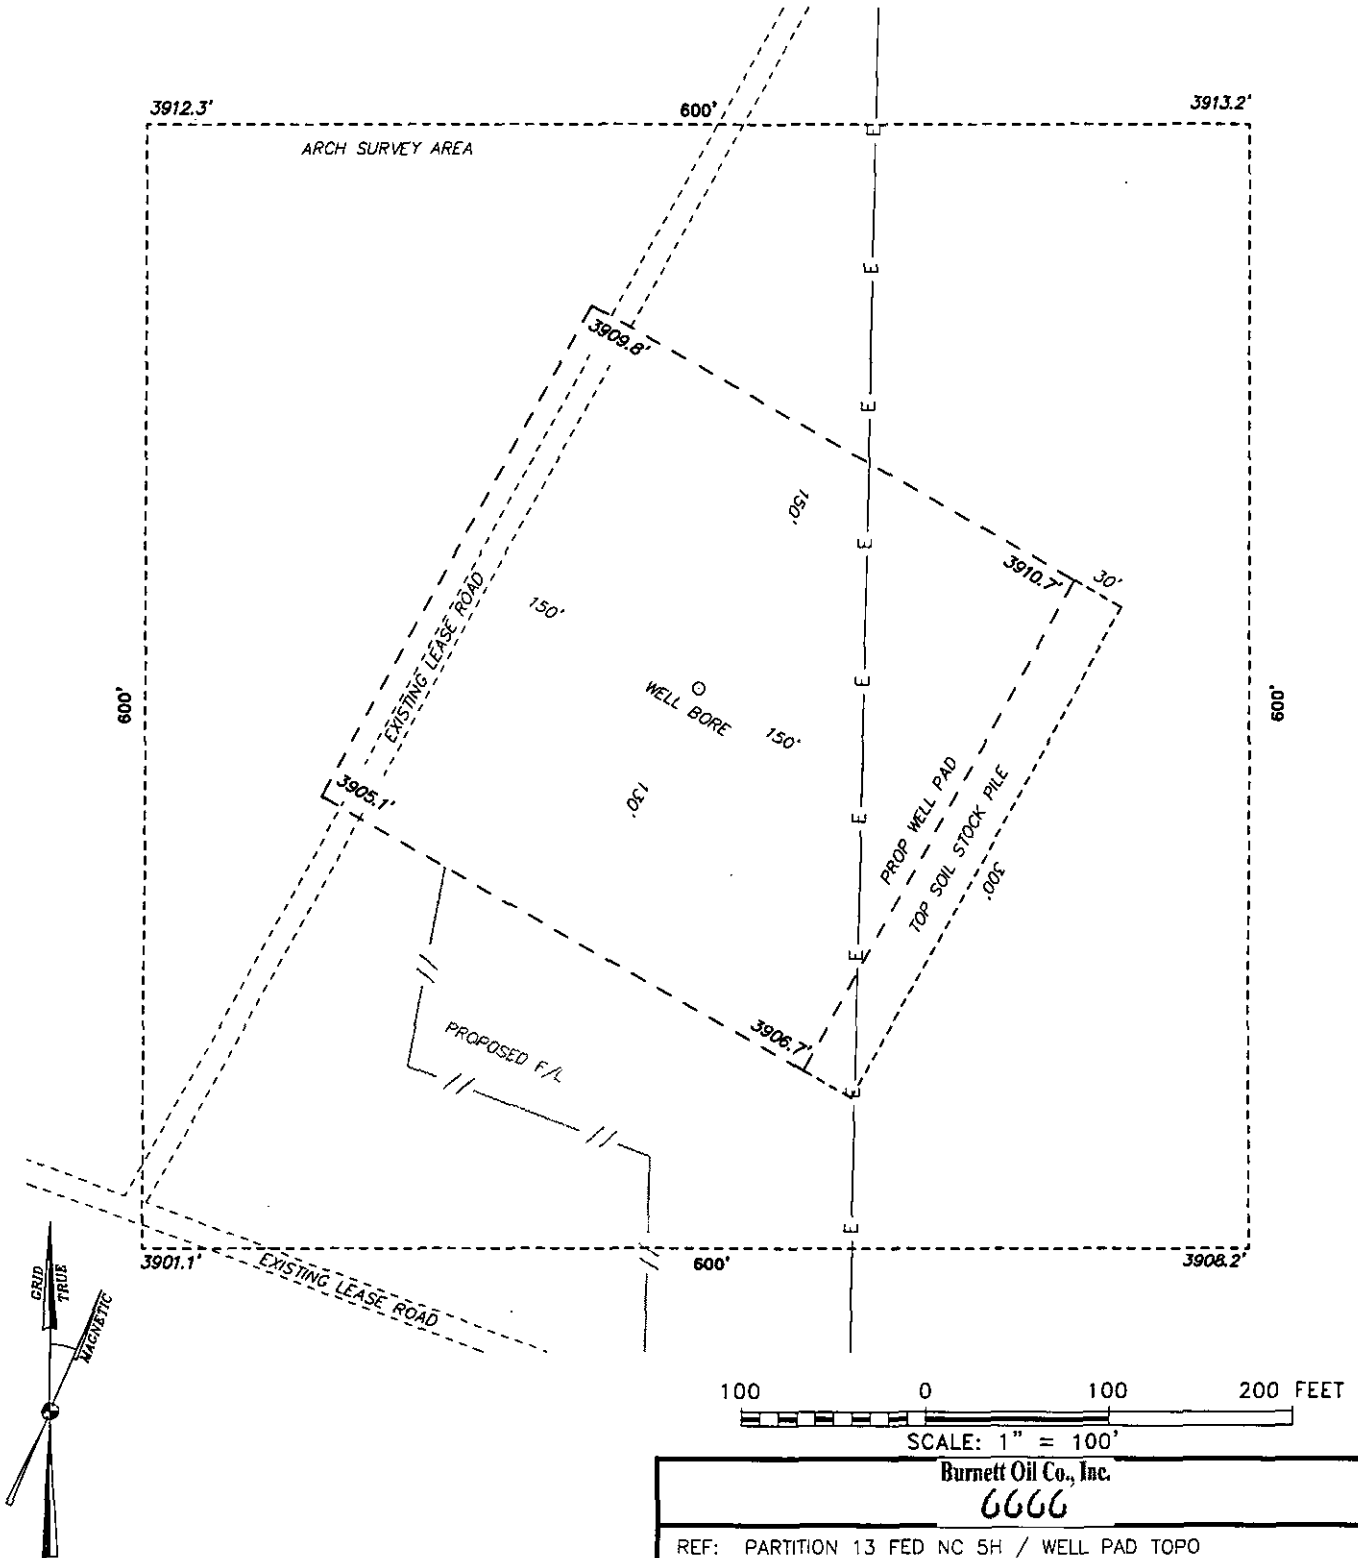 3912.3'
600'
3913.2'
ARCH SURVEY AREA
E
E
3909.8'
E
150'
E
3910.7'
30'
EXISTING LEASE ROAD
150'
E
WELL BORE
150'
600'
600'
3905.1'
130'
E
PROP WELL PAD
TOP SOIL STOCK PILE
300'
E
PROPOSED F/L
3906.7'
E
E
3901.1'
EXISTING LEASE ROAD
600'
3908.2'
GRID
TRUE
MAGNETIC
100 0 100 200 FEET
SCALE: 1" = 100'
Burnett Oil Co., Inc.
6666
REF: PARTITION 13 FED NC 5H / WELL PAD TOPO